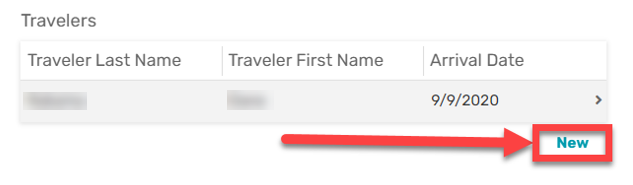 Travelers
Traveler Last Name Traveler First Name Arrival Date
9/9/2020
New